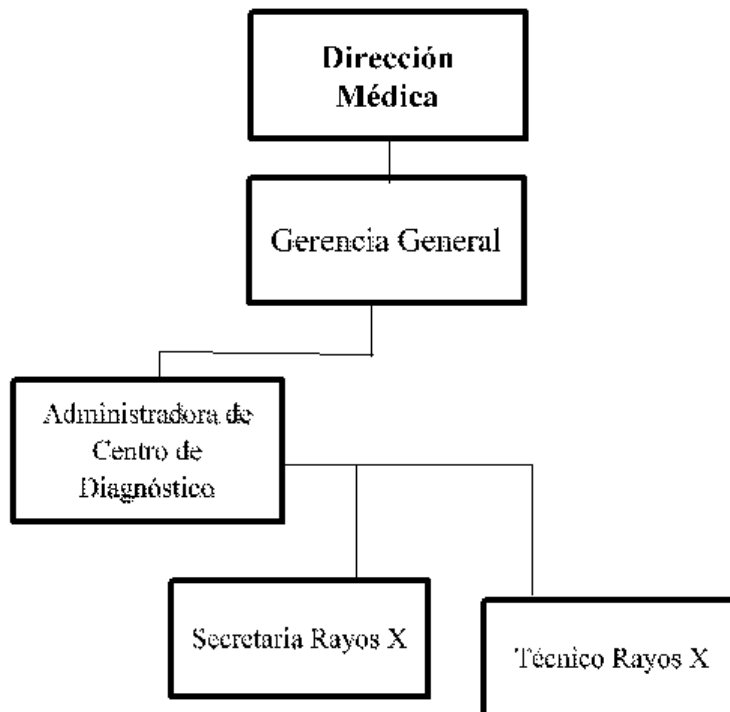 Dirección
Médica
Gerencia General
Administradora de
Centro de
Diagnóstico
Secretaria Rayos X
Técnico Rayos X